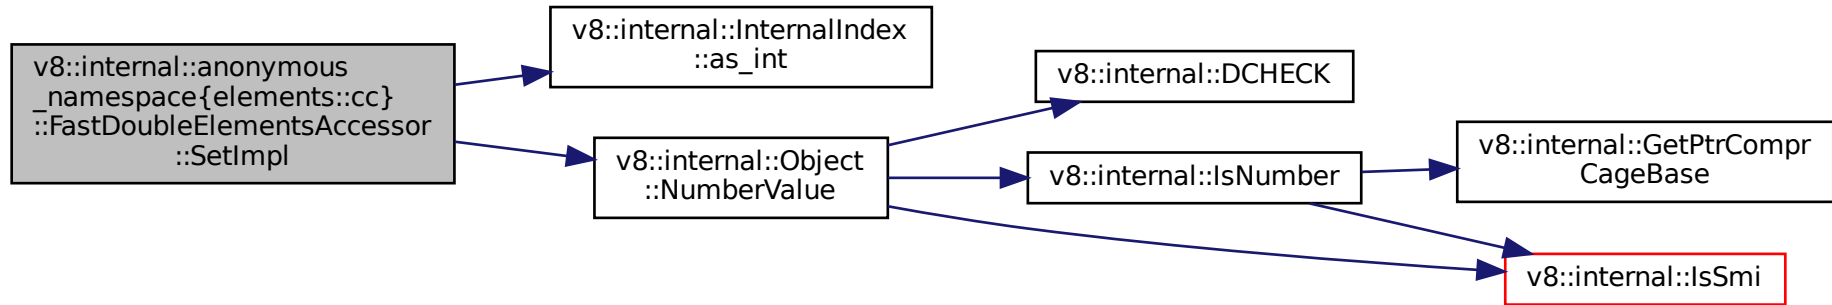 v8::internal::anonymous
_namespace{elements::cc}
::FastDoubleElementsAccessor
::SetImpl
v8::internal::InternalIndex
::as_int
v8::internal::Object
::NumberValue
v8::internal::DCHECK
v8::internal::IsNumber
v8::internal::GetPtrCompr
CageBase
v8::internal::IsSmi